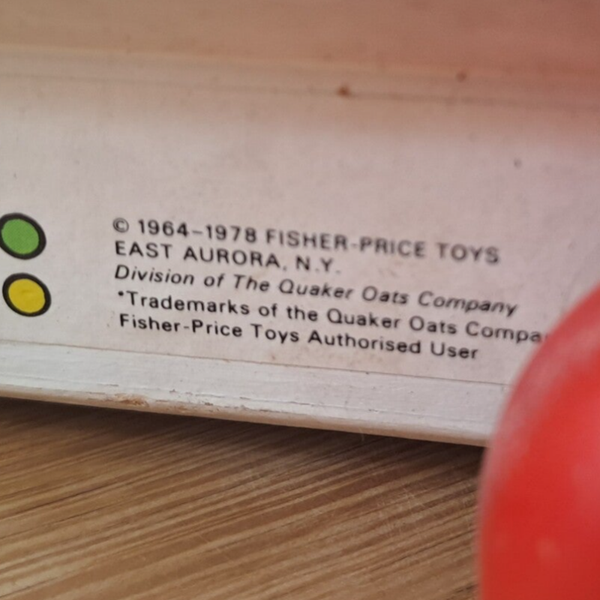 © 1964-1978 FISHER-PRICE TOYS
EAST AURORA, N.Y.
Division of The Quaker Oats Company
*Trademarks of the Quaker Oats
Fisher-Price Toys Authorised User